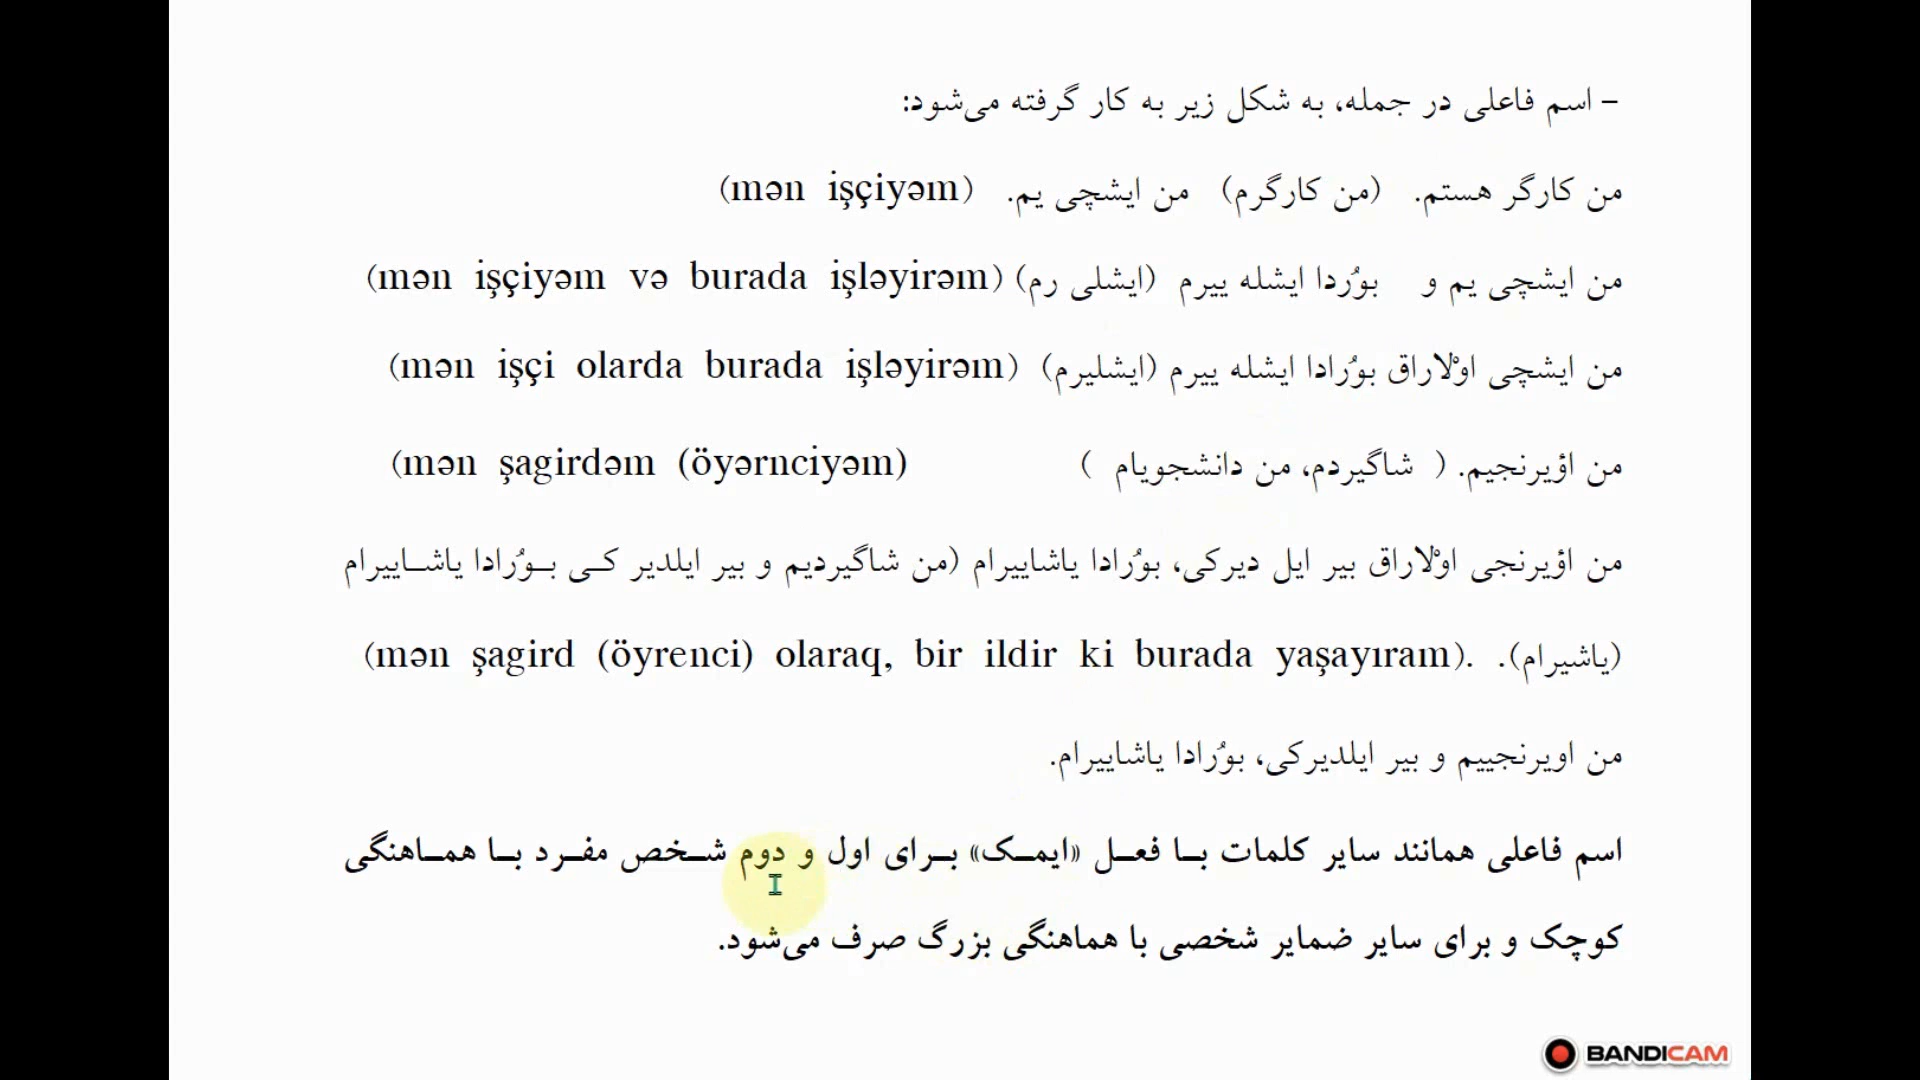 – اسم فاعلی در جمله، به شکل زیر به کار گرفته می‌شود:
من کارگر هستم. (من کارگرم) من ایشچی یم. (mən işçiyəm)
من ایشچی یم و بوُردا ایشله ییرم (ایشلی رم) (mən işçiyəm və burada işləyirəm)
من ایشچی اوْلاراق بوُرادا ایشله ییرم (ایشلیرم) (mən işçi olarda burada işləyirəm)
من اؤیرنجیم. ( شاگیردم، من دانشجویام ) (mən şagirdəm (öyərnciyəm)
من اؤیرنجی اوْلاراق بیر ایل دیرکی، بوُرادا یاشاییرام (من شاگیردیم و بیر ایلدیر کی بوُرادا یاشاییرام
(یاشیرام). .(mən şagird (öyrenci) olaraq, bir ildir ki burada yaşayıram)
من اویرنجییم و بیر ایلدیرکی، بوُرادا یاشاییرام.
اسم فاعلی همانند سایر کلمات با فعل «ایمک» برای اول و دوم شخص مفرد با هماهنگی
کوچک و برای سایر ضمایر شخصی با هماهنگی بزرگ صرف می‌شود.
BANDICAM